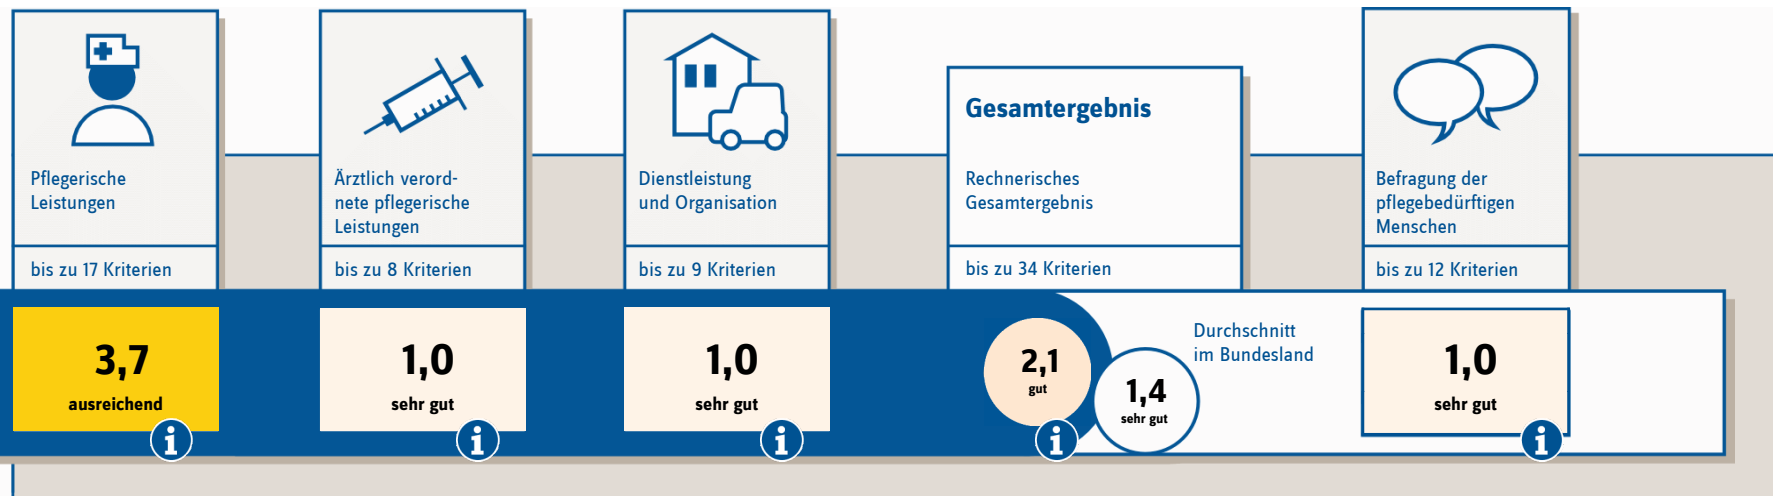 Pflegerische
Leistungen
bis zu 17 Kriterien
3,7
ausreichend
i
Ärztlich verord-
nete pflegerische
Leistungen
bis zu 8 Kriterien
1,0
sehr gut
i
Dienstleistung
und Organisation
bis zu 9 Kriterien
1,0
sehr gut
i
Gesamtergebnis
Rechnerisches
Gesamtergebnis
bis zu 34 Kriterien
2,1
gut
i
Durchschnitt
im Bundesland
1,4
sehr gut
Befragung der
pflegebedürftigen
Menschen
bis zu 12 Kriterien
1,0
sehr gut
i